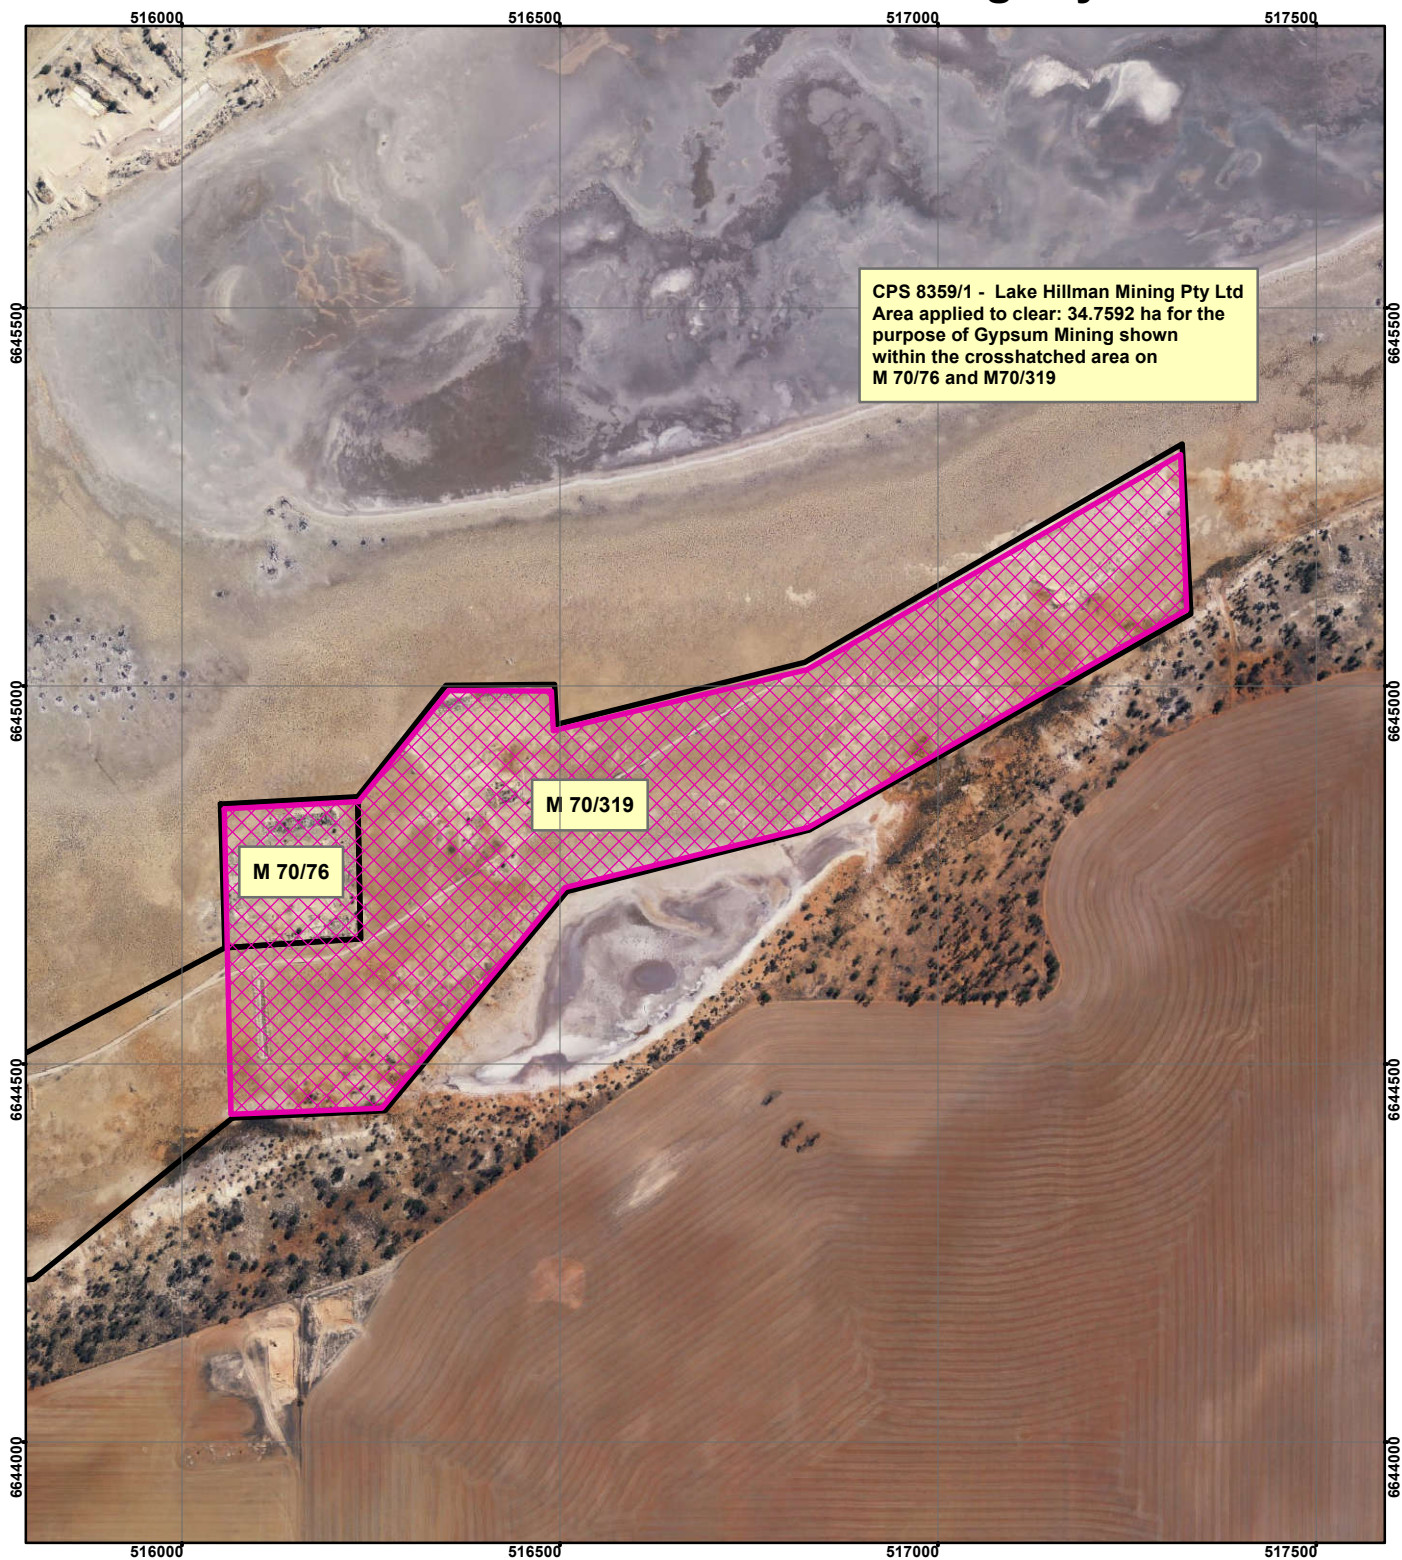 516000
516500
517000
517500
CPS 8359/1 - Lake Hillman Mining Pty Ltd
Area applied to clear: 34.7592 ha for the
purpose of Gypsum Mining shown
within the crosshatched area on
M 70/76 and M70/319
6645500
6645500
6645000
6645000
M 70/319
M 70/76
6644500
6644500
6644000
6644000
516000
516500
517000
517500